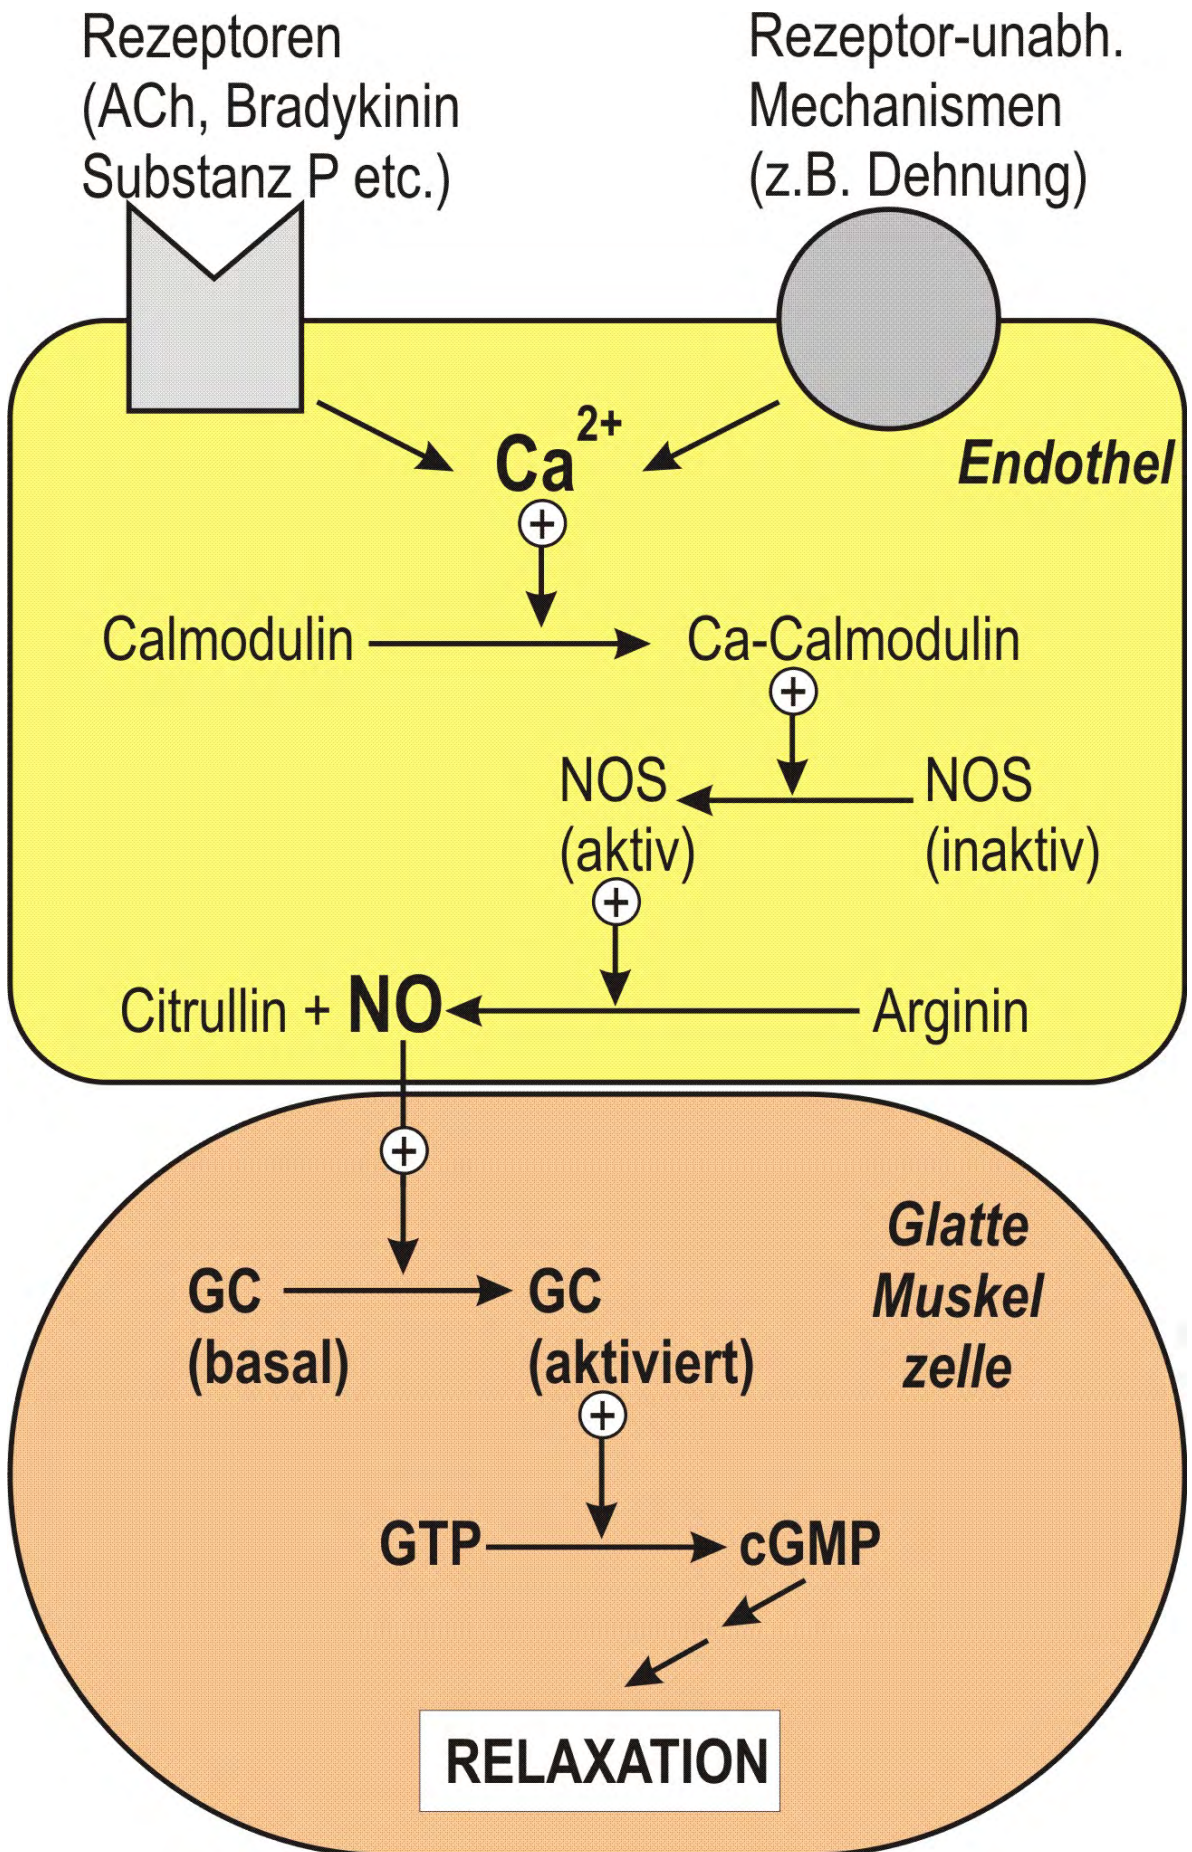 Rezeptoren
(ACh, Bradykinin
Substanz P etc.)
Rezeptor-unabh.
Mechanismen
(z.B. Dehnung)
Ca2+
Endothel
+
Calmodulin
Ca-Calmodulin
+
NOS
(aktiv)
NOS
(inaktiv)
+
Citrullin + NO
Arginin
+
Glatte
Muskel
zelle
GC
(basal)
GC
(aktiviert)
+
GTP
cGMP
RELAXATION